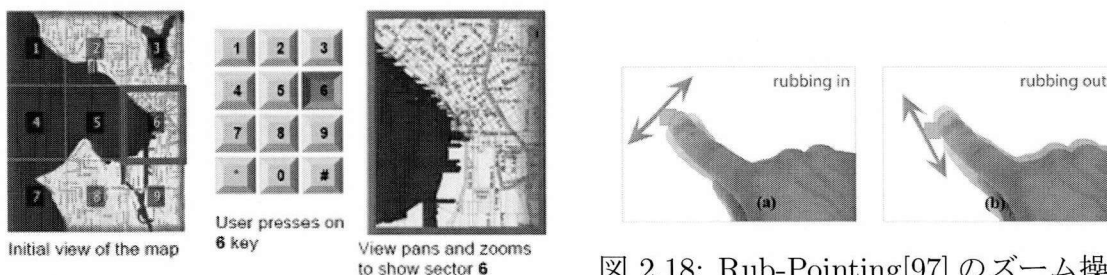 1 2 3
4 5 6
7 8 9
Initial view of the map
1 2 3
4 5 6
7 8 9
* 0 #
User presses on
6 key
View pans and zooms
to show sector 6
rubbing in
(a)
rubbing out
(b)
図 2.18: Rub-Pointing[97] のズーム操